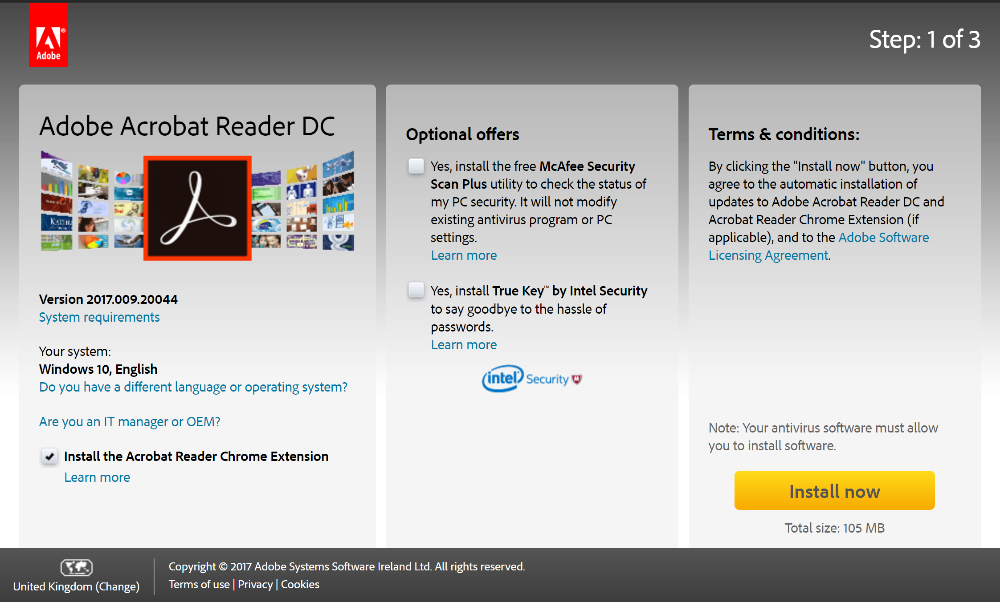 Adobe
Step: 1 of 3
Adobe Acrobat Reader DC
Version 2017.009.20044
System requirements
Your system:
Windows 10, English
Do you have a different language or operating system?
Are you an IT manager or OEM?
Install the Acrobat Reader Chrome Extension
Learn more
Optional offers
Yes, install the free McAfee Security
Scan Plus utility to check the status of
my PC security. It will not modify
existing antivirus program or PC
settings.
Learn more
Yes, install True Key™ by Intel Security
to say goodbye to the hassle of
passwords.
Learn more
intel Security
Terms & conditions:
By clicking the "Install now" button, you
agree to the automatic installation of
updates to Adobe Acrobat Reader DC and
Acrobat Reader Chrome Extension (if
applicable), and to the Adobe Software
Licensing Agreement.
Note: Your antivirus software must allow
you to install software.
Install now
Total size: 105 MB
United Kingdom (Change)
Copyright © 2017 Adobe Systems Software Ireland Ltd. All rights reserved.
Terms of use | Privacy | Cookies